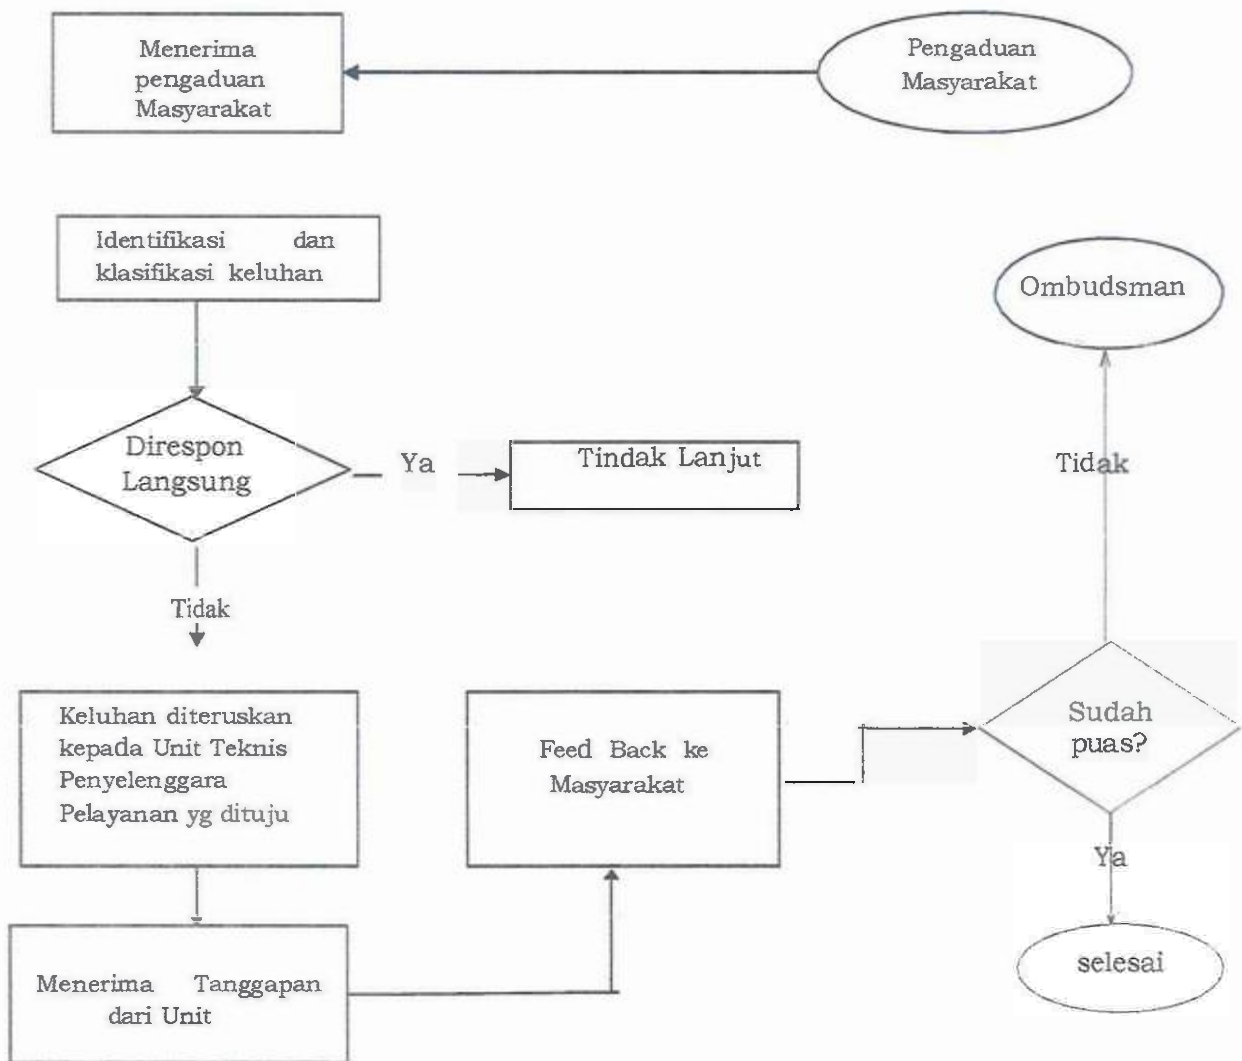 Menerima
pengaduan
Masyarakat
Pengaduan
Masyarakat
Identifikasi dan
klasifikasi keluhan
Ombudsman
Direspon
Langsung
Ya
Tindak Lanjut
Tidak
Tidak
Keluhan diteruskan
kepada Unit Teknis
Penyelenggara
Pelayanan yg dituju
Feed Back ke
Masyarakat
Sudah
puas?
Ya
Menerima Tanggapan
dari Unit
selesai